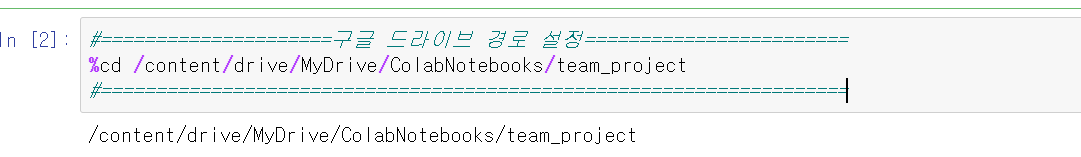 In [2]:
#=====================구글 드라이브 경로 설정========================
%cd /content/drive/MyDrive/ColabNotebooks/team_project
#====================================================================
/content/drive/MyDrive/ColabNotebooks/team_project